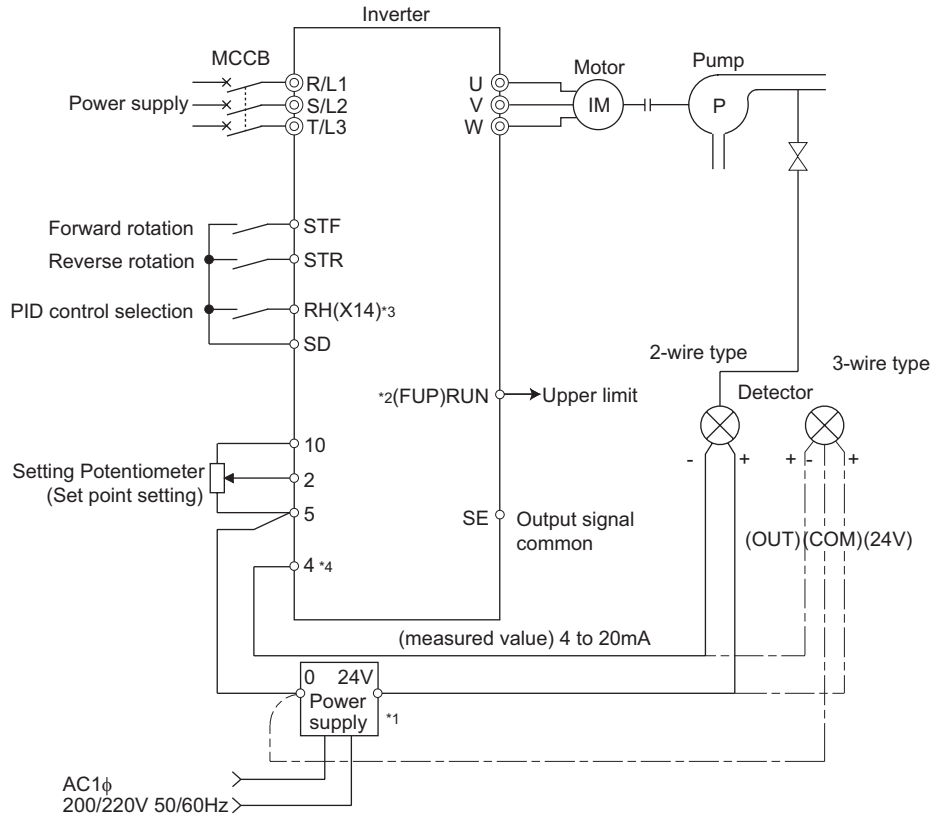 Inverter
MCCB
Power supply
R/L1
S/L2
T/L3
U
V
W
Motor
IM
Pump
P
Forward rotation
STF
Reverse rotation
STR
PID control selection
RH(X14)*3
SD
*2(FUP)RUN
Upper limit
2-wire type
3-wire type
Detector
- +
+ - +
10
Setting Potentiometer
(Set point setting)
2
5
4 *4
SE
Output signal
common
(OUT)(COM)(24V)
(measured value) 4 to 20mA
0 24V
Power
supply
*1
AC1ϕ
200/220V 50/60Hz